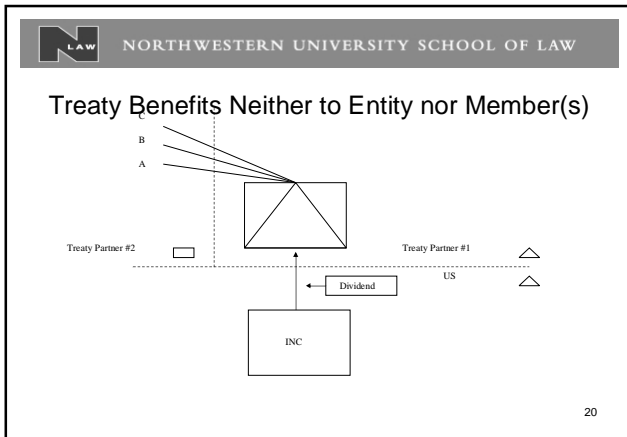 N LAW NORTHWESTERN UNIVERSITY SCHOOL OF LAW
Treaty Benefits Neither to Entity nor Member(s)
C
B
A
Treaty Partner #2
Treaty Partner #1
US
Dividend
INC
20